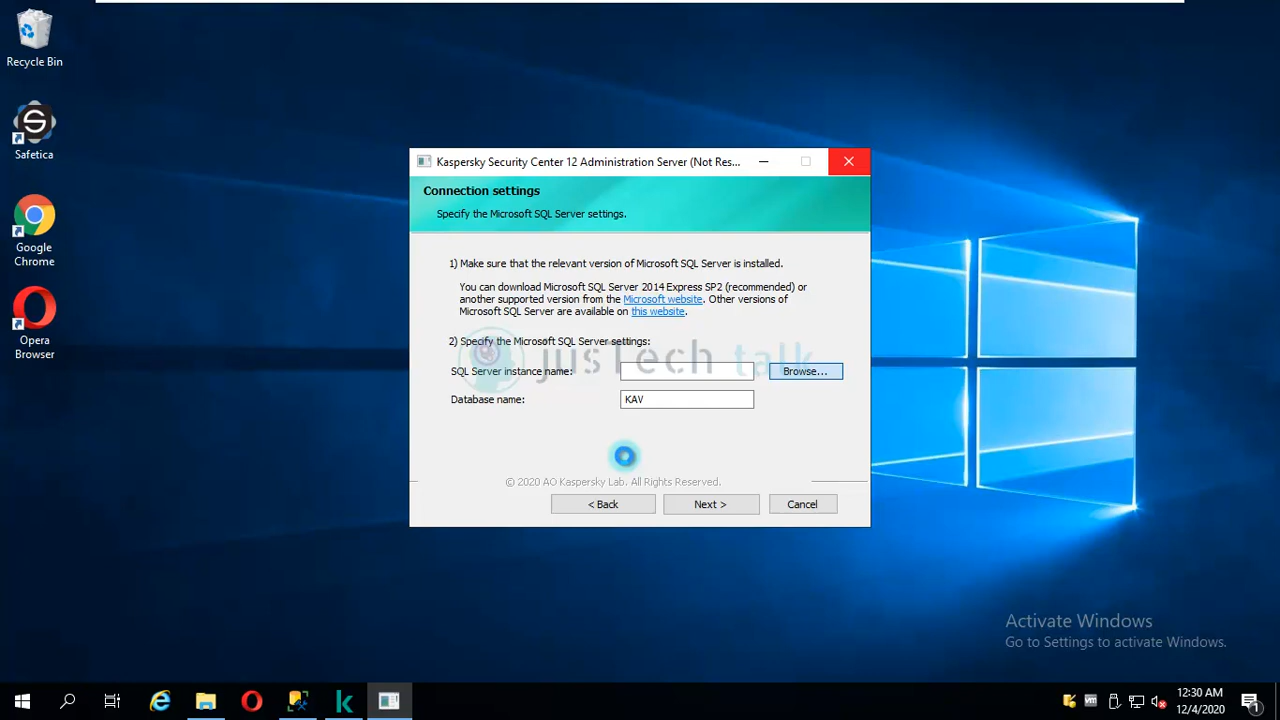 Recycle Bin
Safetica
Google
Chrome
Opera
Browser
Kaspersky Security Center 12 Administration Server (Not Res...
Connection settings
Specify the Microsoft SQL Server settings.
1) Make sure that the relevant version of Microsoft SQL Server is installed.
You can download Microsoft SQL Server 2014 Express SP2 (recommended) or
another supported version from the Microsoft website. Other versions of
Microsoft SQL Server are available on this website.
2) Specify the Microsoft SQL Server settings:
jusTech talk
SQL Server instance name:
Browse...
Database name:
KAV
© 2020 AO Kaspersky Lab. All Rights Reserved.
< Back
Next >
Cancel
Activate Windows
Go to Settings to activate Windows.
12:30 AM
12/4/2020
1